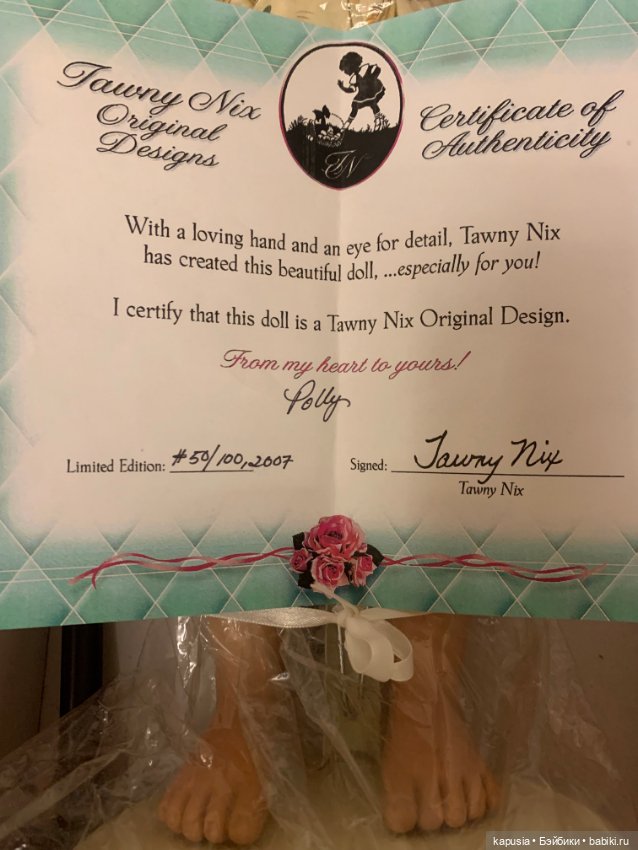 Tawny Nix
Original
Designs
TN
Certificate of
Authenticity
With a loving hand and an eye for detail, Tawny Nix
has created this beautiful doll, ...especially for you!
I certify that this doll is a Tawny Nix Original Design.
From my heart to yours!
Polly
Limited Edition: #50/100, 2007
Signed: Tawny Nix
Tawny Nix
kapusia • Бэйбики • babiki.ru